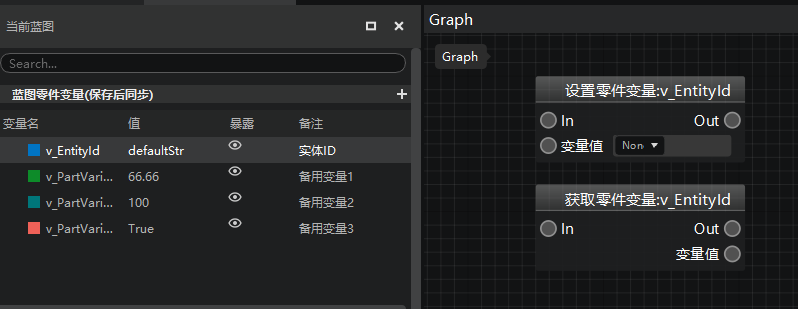 当前蓝图
Search...
蓝图零件变量(保存后同步)
变量名 值 暴露 备注
v_EntityId defaultStr 实体ID
v_PartVari... 66.66 备用变量1
v_PartVari... 100 备用变量2
v_PartVari... True 备用变量3
Graph
Graph
设置零件变量:v_EntityId
In Out
变量值 Non
获取零件变量:v_EntityId
In Out
变量值